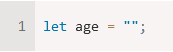 1 let age = "";